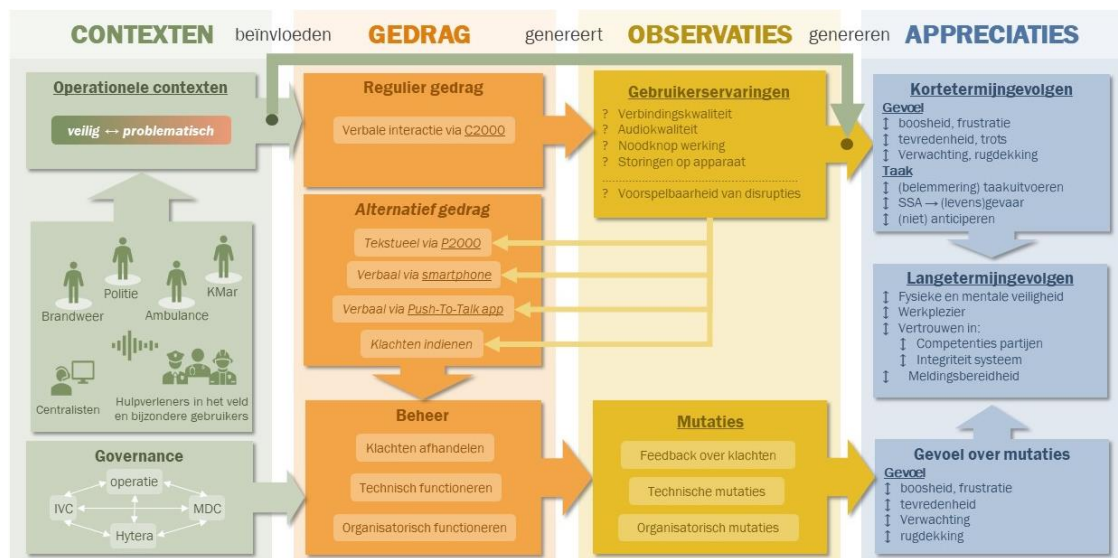 CONTEXTEN
beïnvloeden
GEDRAG
genereert
OBSERVATIES
genereren
APPRECIATIES
Operationele contexten
veilig ↔ problematisch
Brandweer
Politie
Ambulance
KMar
Centralisten
Hulpverleners in het veld
en bijzondere gebruikers
Governance
operatie
IVC
MDC
Hytera
Regulier gedrag
Verbale interactie via C2000
Alternatief gedrag
Tekstueel via P2000
Verbaal via smartphone
Verbaal via Push-To-Talk app
Klachten indienen
Beheer
Klachten afhandelen
Technisch functioneren
Organisatorisch functioneren
Gebruikerservaringen
? Verbindingskwaliteit
? Audiokwaliteit
? Noodknop werking
? Storingen op apparaat
? Voorspelbaarheid van disrupties
Mutaties
Feedback over klachten
Technische mutaties
Organisatorisch mutaties
Kortetermijngevolgen
Gevoel
↕ boosheid, frustratie
↕ tevredenheid, trots
↕ Verwachting, rugdekking
Taak
↕ (belemmering) taakuitvoeren
↕ SSA → (levens)gevaar
↕ (niet) anticiperen
Langetermijngevolgen
↕ Fysieke en mentale veiligheid
↕ Werkplezier
↕ Vertrouwen in:
↕ Competenties partijen
↕ Integriteit systeem
↕ Meldingsbereidheid
Gevoel over mutaties
Gevoel
↕ boosheid, frustratie
↕ tevredenheid
↕ Verwachting
↕ rugdekking